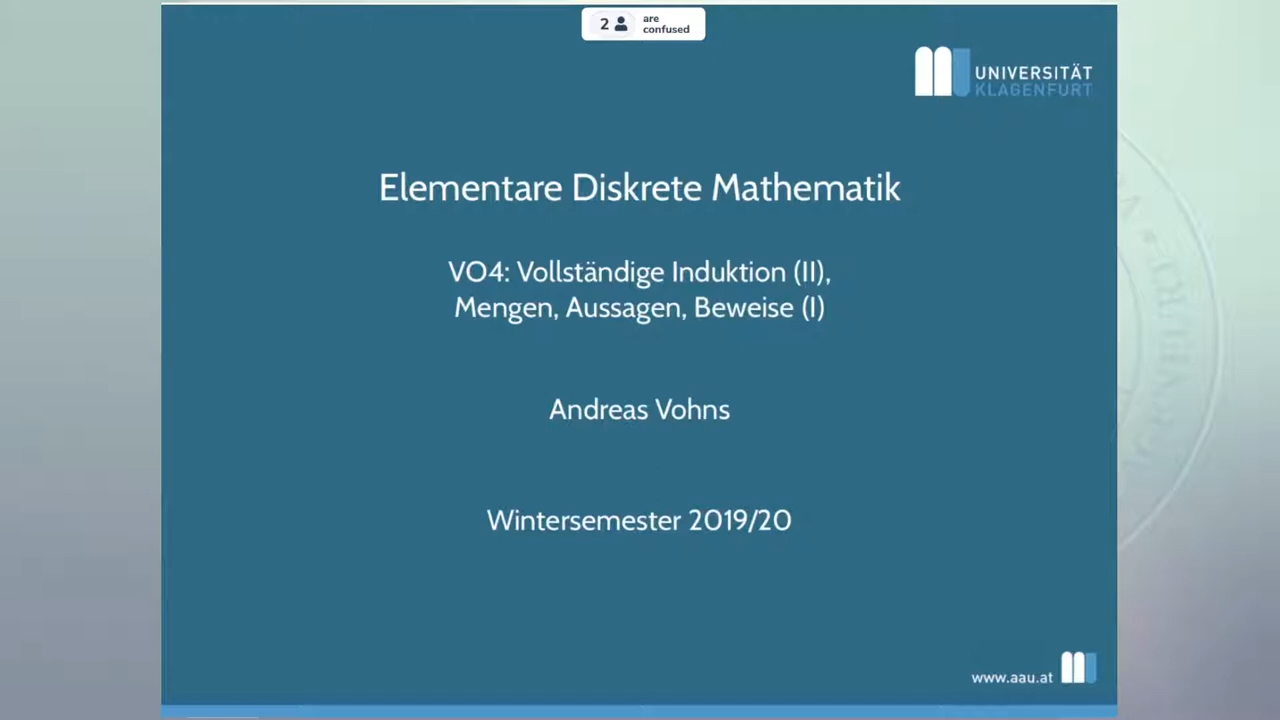 2 are
confused
UNIVERSITÄT
KLAGENFURT
Elementare Diskrete Mathematik
VO4: Vollständige Induktion (II),
Mengen, Aussagen, Beweise (I)
Andreas Vohns
Wintersemester 2019/20
www.aau.at